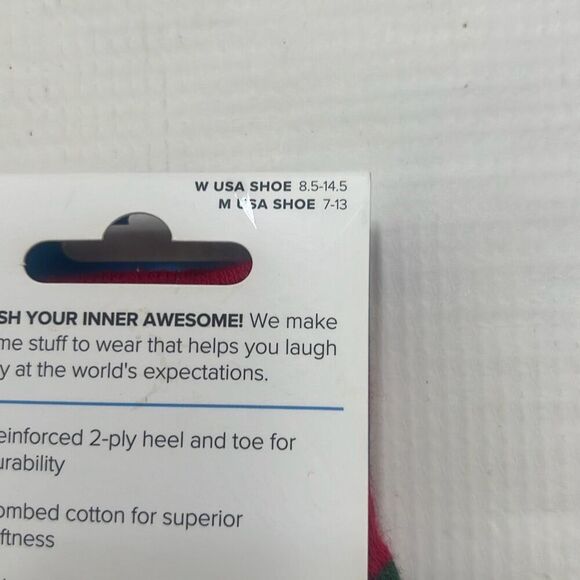 W USA SHOE 8.5-14.5
M USA SHOE 7-13
SH YOUR INNER AWESOME! We make
me stuff to wear that helps you laugh
y at the world's expectations.
einforced 2-ply heel and toe for
urability
ombed cotton for superior
ftness